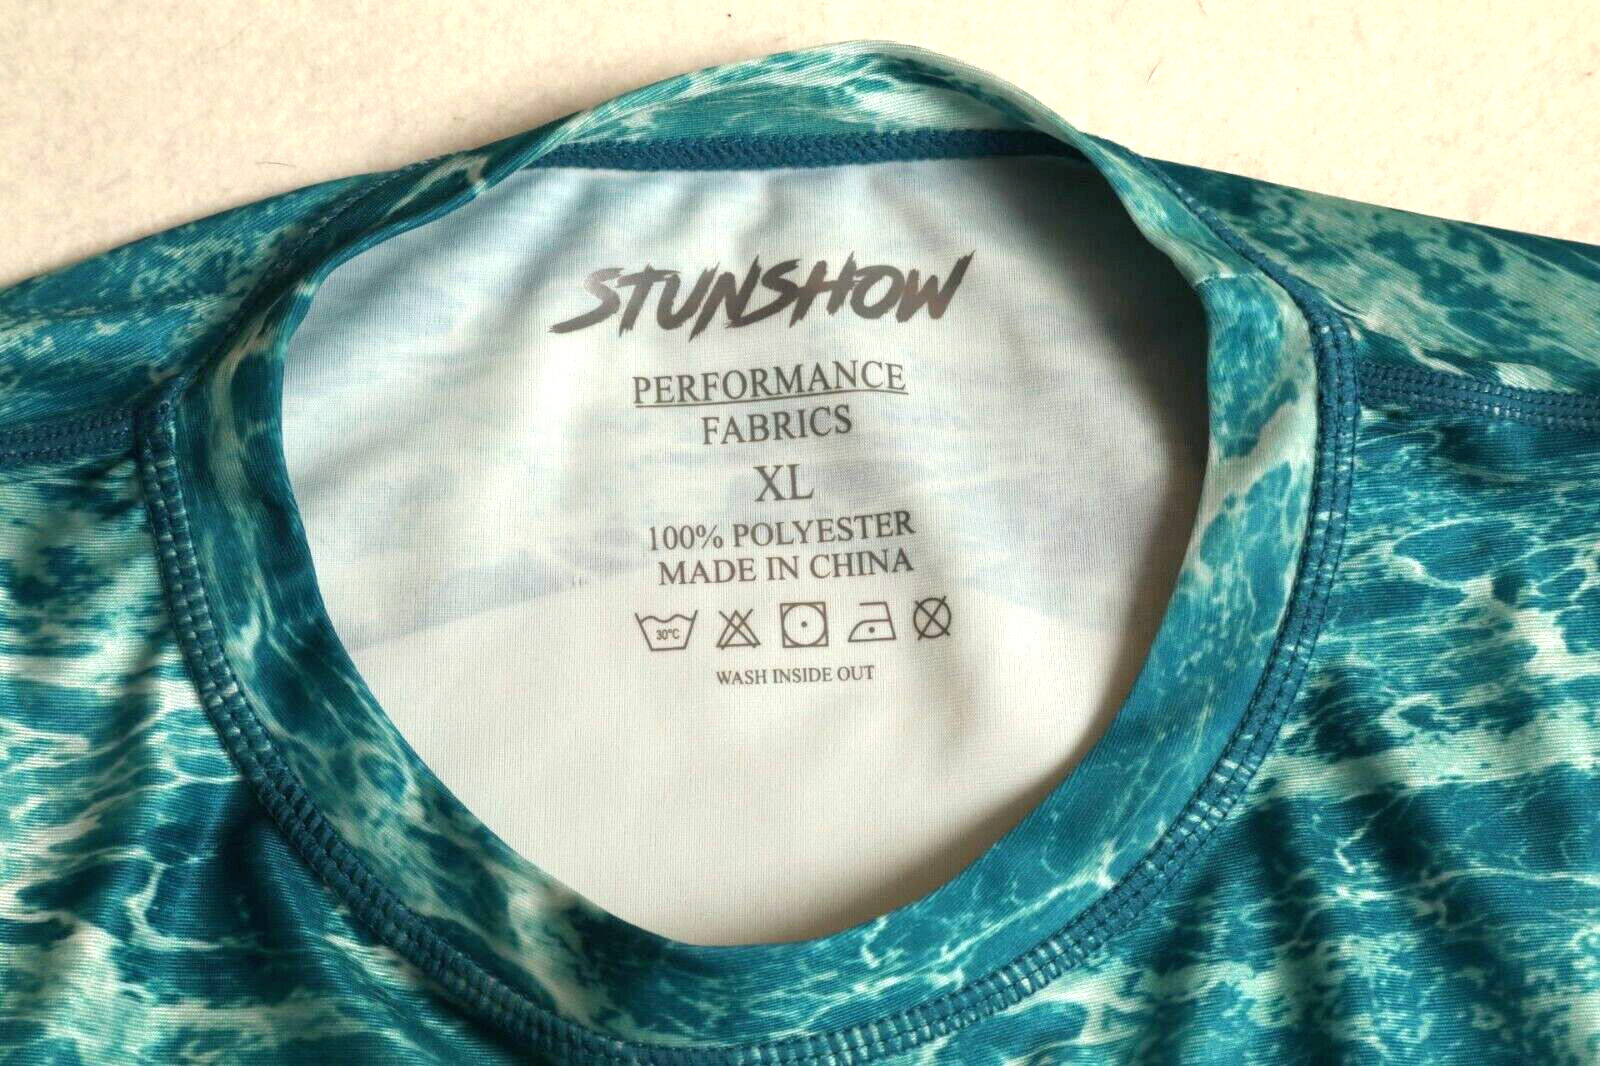 STUNSHOW
PERFORMANCE
FABRICS
XL
100% POLYESTER
MADE IN CHINA
30°C
WASH INSIDE OUT